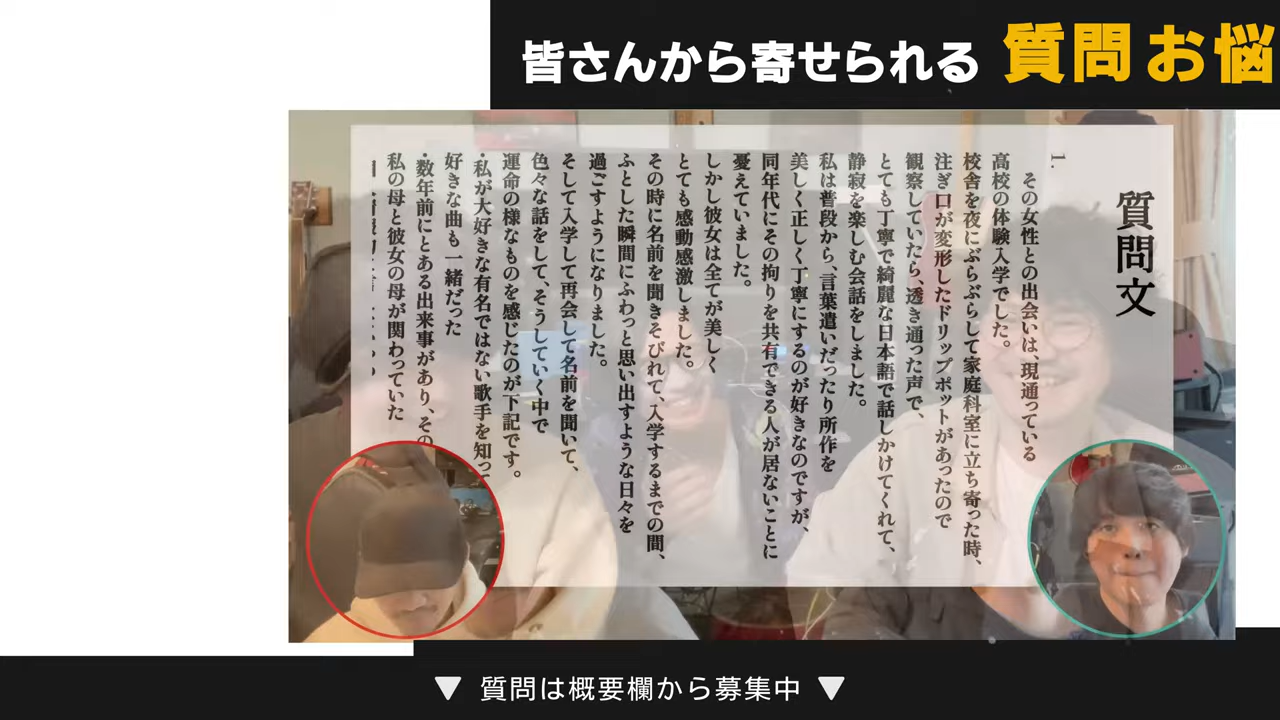 皆さんから寄せられる 質問お悩
質問文
1.
その女性との出会いは、現通っている
高校の体験入学でした。
校舎を夜にぶらぶらして家庭科室に立ち寄った時、
注ぎ口が変形したドリップポットがあったので
観察していたら、透き通った声で、
とても丁寧で綺麗な日本語で話しかけてくれて、
静寂を楽しむ会話をしました。
私は普段から、言葉遣いだったり所作を
美しく正しく丁寧にするのが好きなのですが、
同年代にその拘りを共有できる人が居ないことに
憂えていました。
しかし彼女は全てが美しく
とても感動感激しました。
その時に名前を聞きそびれて、入学するまでの間、
ふとした瞬間にふわっと思い出すような日々を
過ごすようになりました。
そして入学して再会して名前を聞いて、
色々な話をして、そうしていく中で
運命の様なものを感じたのが下記です。
・私が大好きな有名ではない歌手を知っ
好きな曲も一緒だった
・数年前にとある出来事があり、その
私の母と彼女の母が関わっていた
▼ 質問は概要欄から募集中 ▼